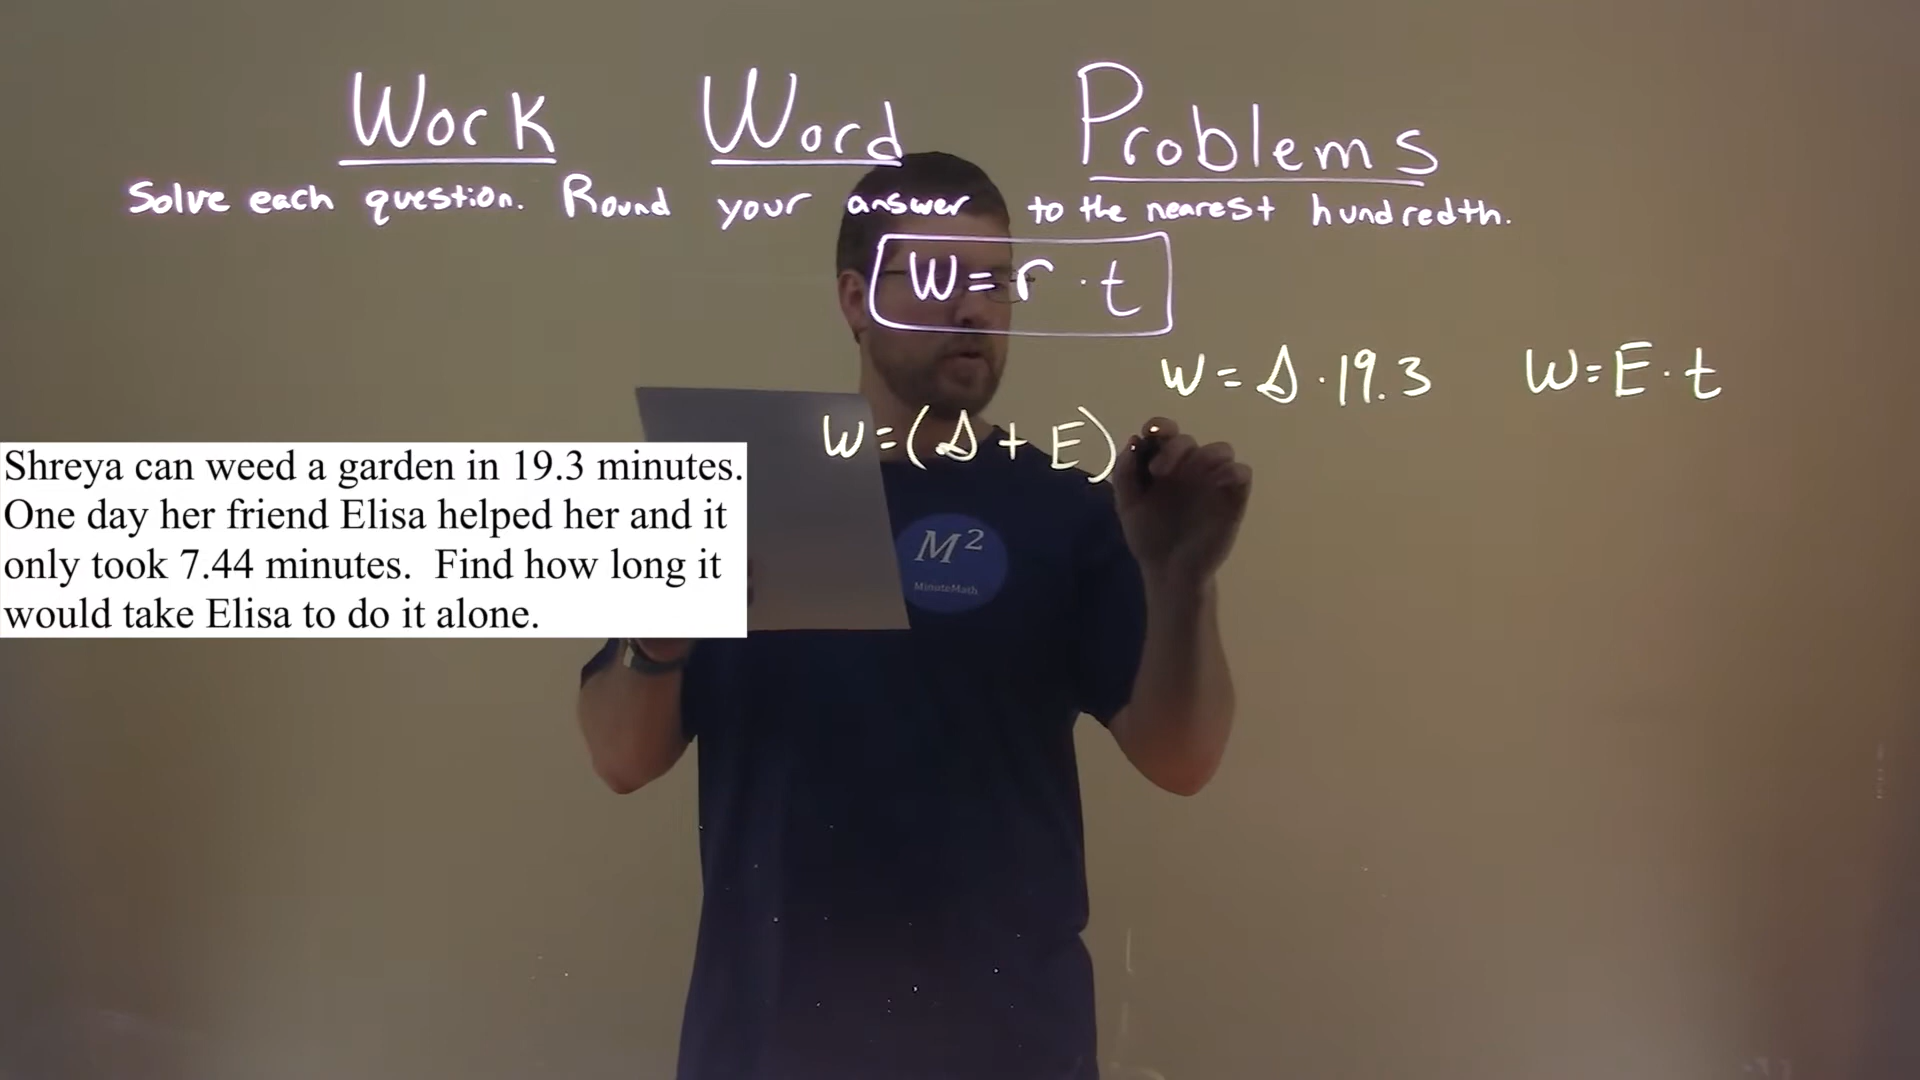 Work Word Problems
Solve each question. Round your answer to the nearest hundredth.
W = r · t
W = S · 19.3
W = E · t
W = (S + E) ·
Shreya can weed a garden in 19.3 minutes.
One day her friend Elisa helped her and it
only took 7.44 minutes. Find how long it
would take Elisa to do it alone.
M²
MinuteMath